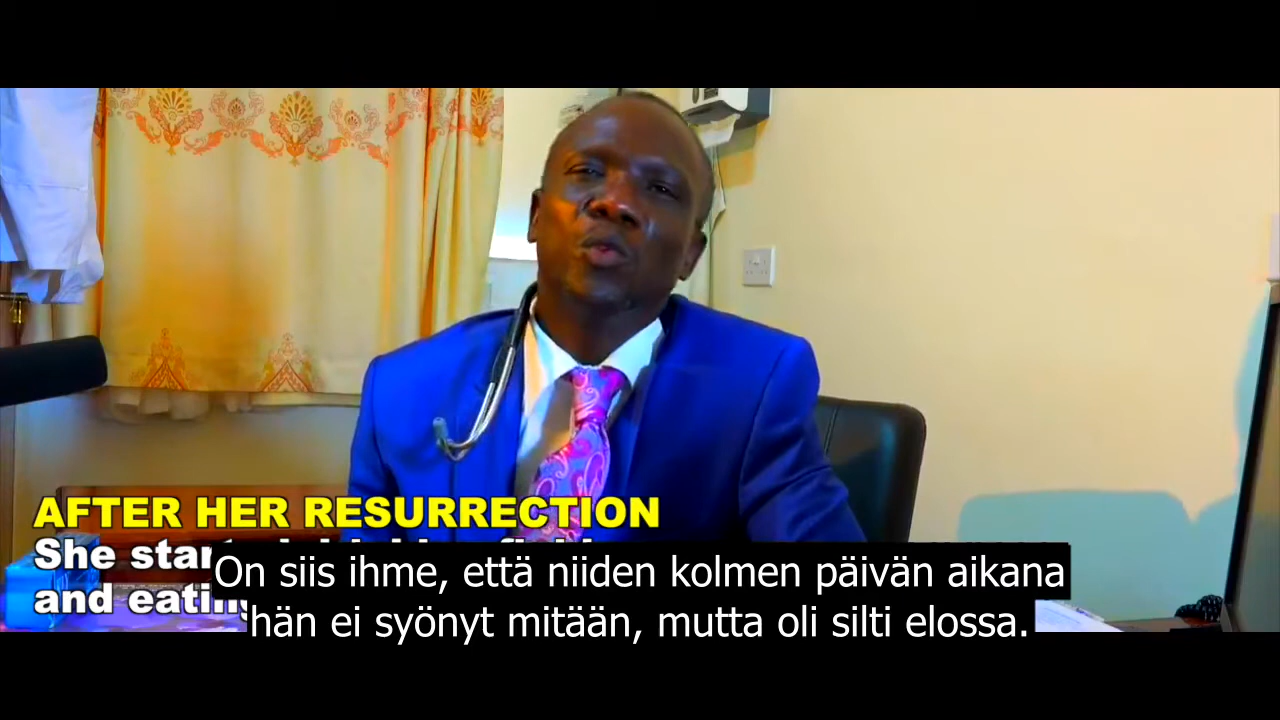 AFTER HER RESURRECTION
She
and
On siis ihme, että niiden kolmen päivän aikana
hän ei syönyt mitään, mutta oli silti elossa.